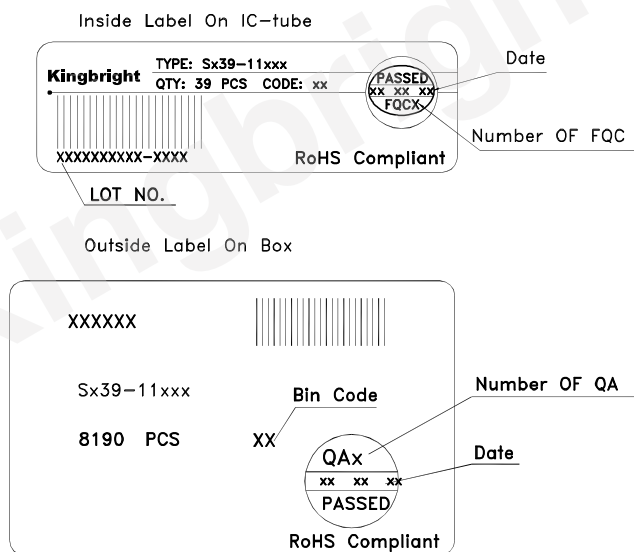 Inside Label On IC-tube
Kingbright
TYPE: Sx39-11xxx
QTY: 39 PCS CODE: xx
PASSED
xx xx xx
FQCX
Date
Number OF FQC
XXXXXXXXXX-XXXX
RoHS Compliant
LOT NO.
Outside Label On Box
XXXXXX
Sx39-11xxx
Bin Code
Number OF QA
8190 PCS
XX
QAx
Date
xx xx xx
PASSED
RoHS Compliant
kingbright